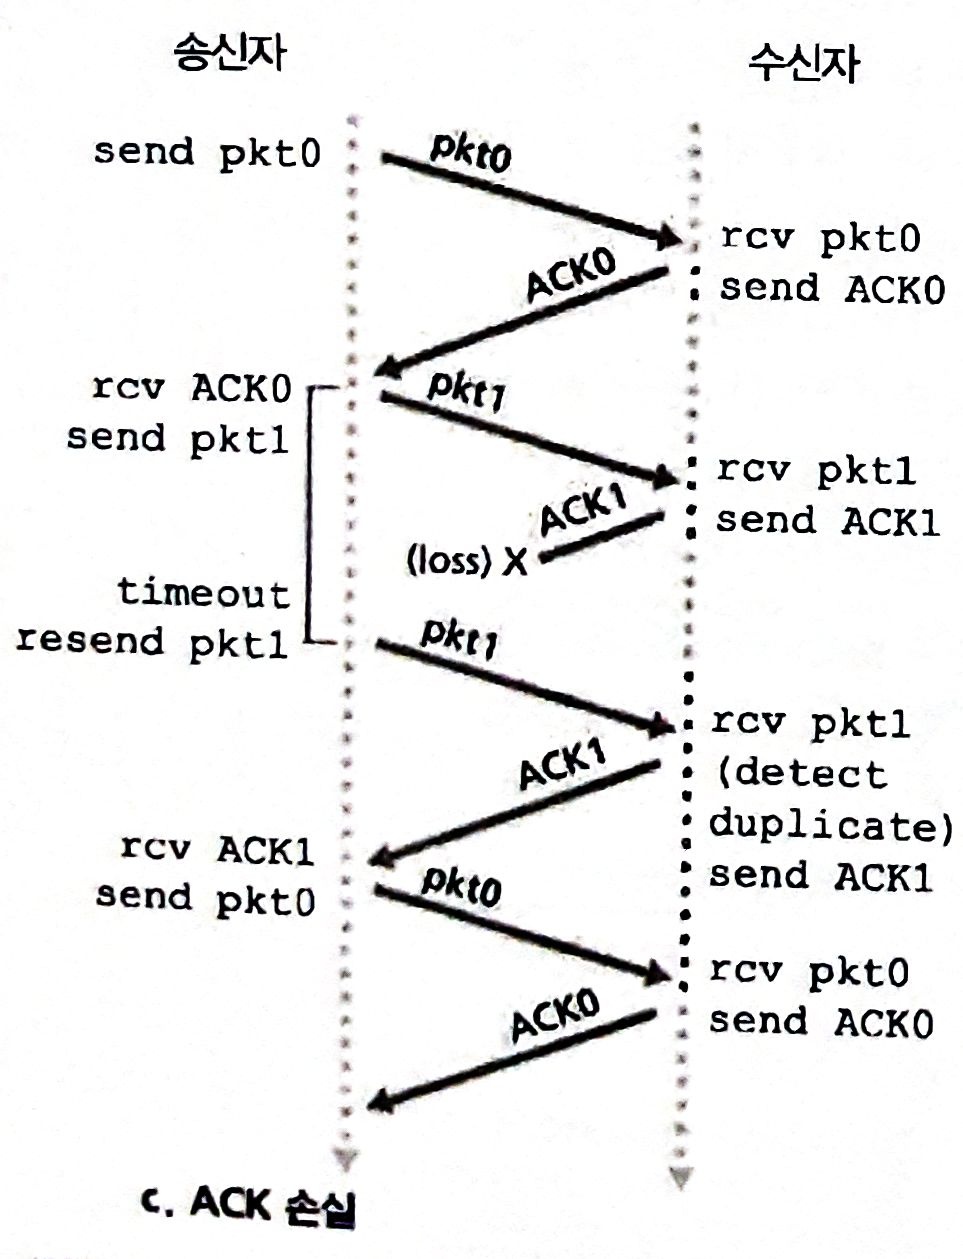 송신자
수신자
send pkt0
pkt0
rcv pkt0
send ACK0
ACK0
rcv ACK0
send pkt1
pkt1
rcv pkt1
send ACK1
ACK1
(loss) X
timeout
resend pkt1
pkt1
rcv pkt1
(detect
duplicate)
send ACK1
ACK1
rcv ACK1
send pkt0
pkt0
rcv pkt0
send ACK0
ACK0
c. ACK 손실